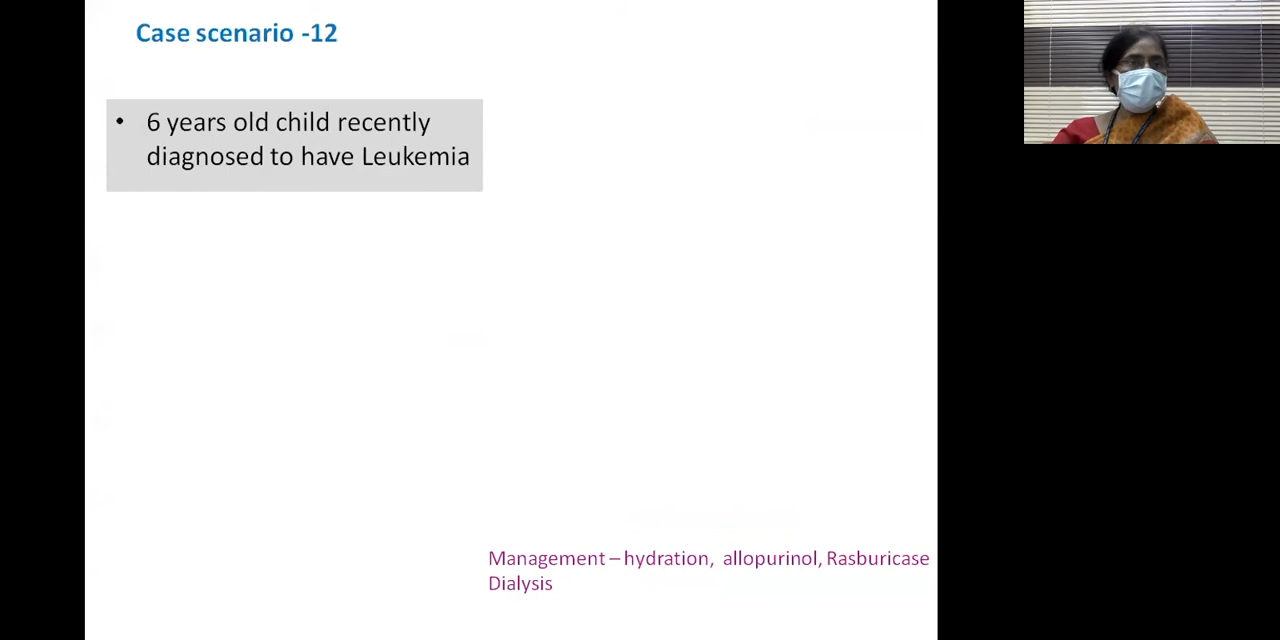 Case scenario -12
• 6 years old child recently
diagnosed to have Leukemia
Management – hydration, allopurinol, Rasburicase
Dialysis